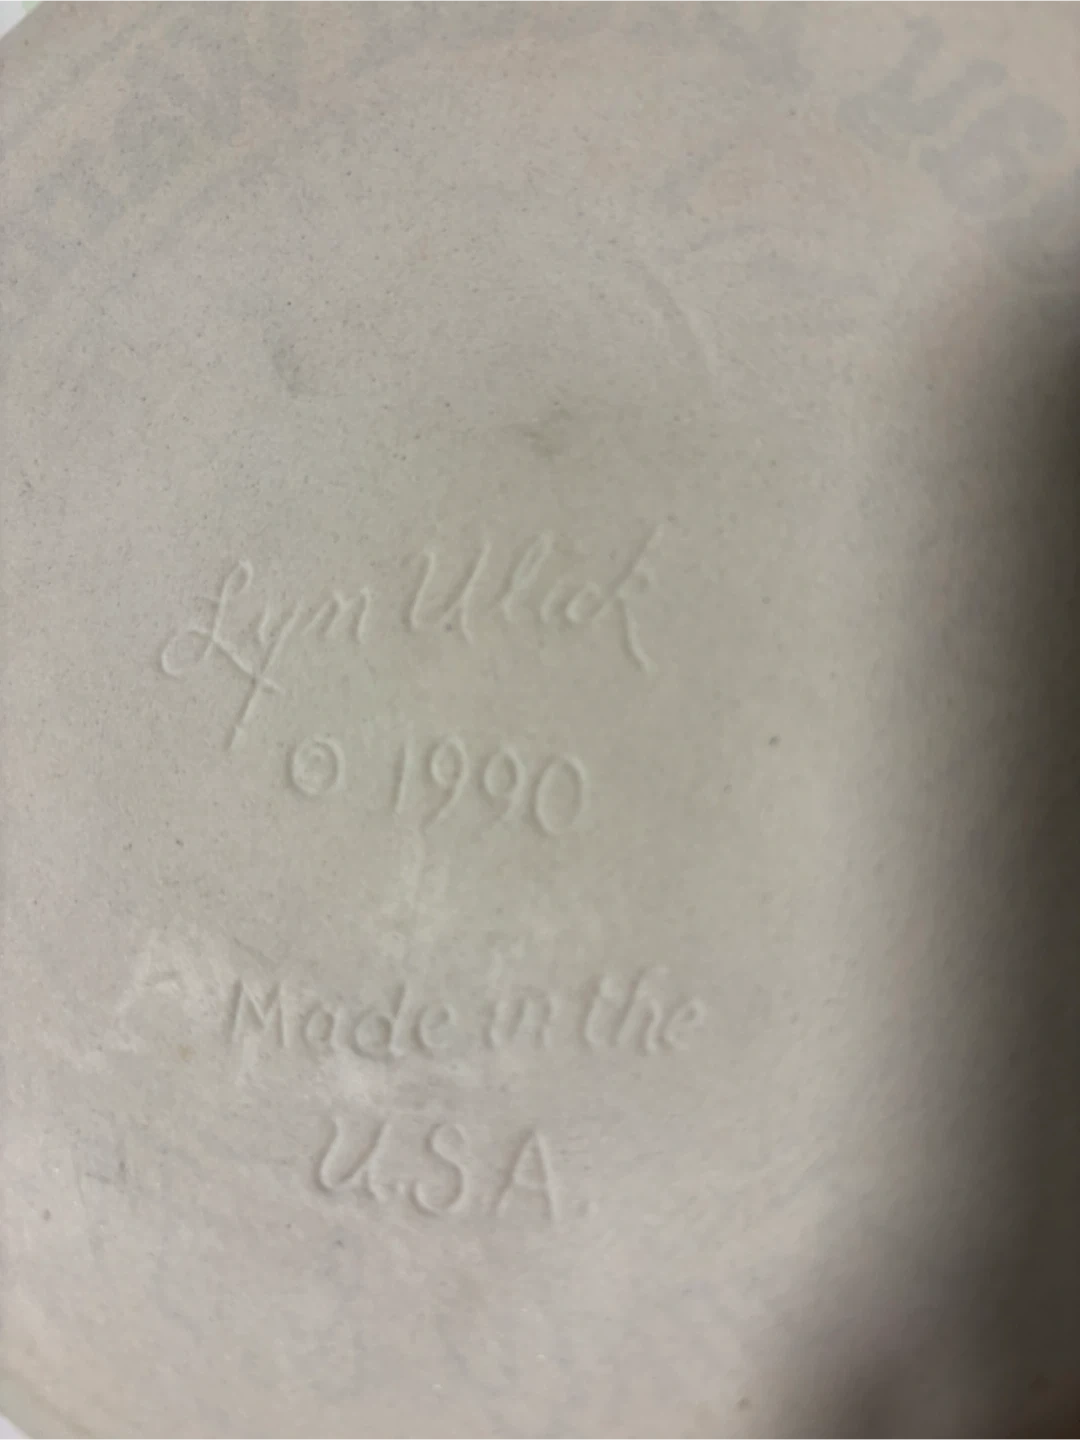 Lyn Ulick
© 1990
Made in the
U.S.A.